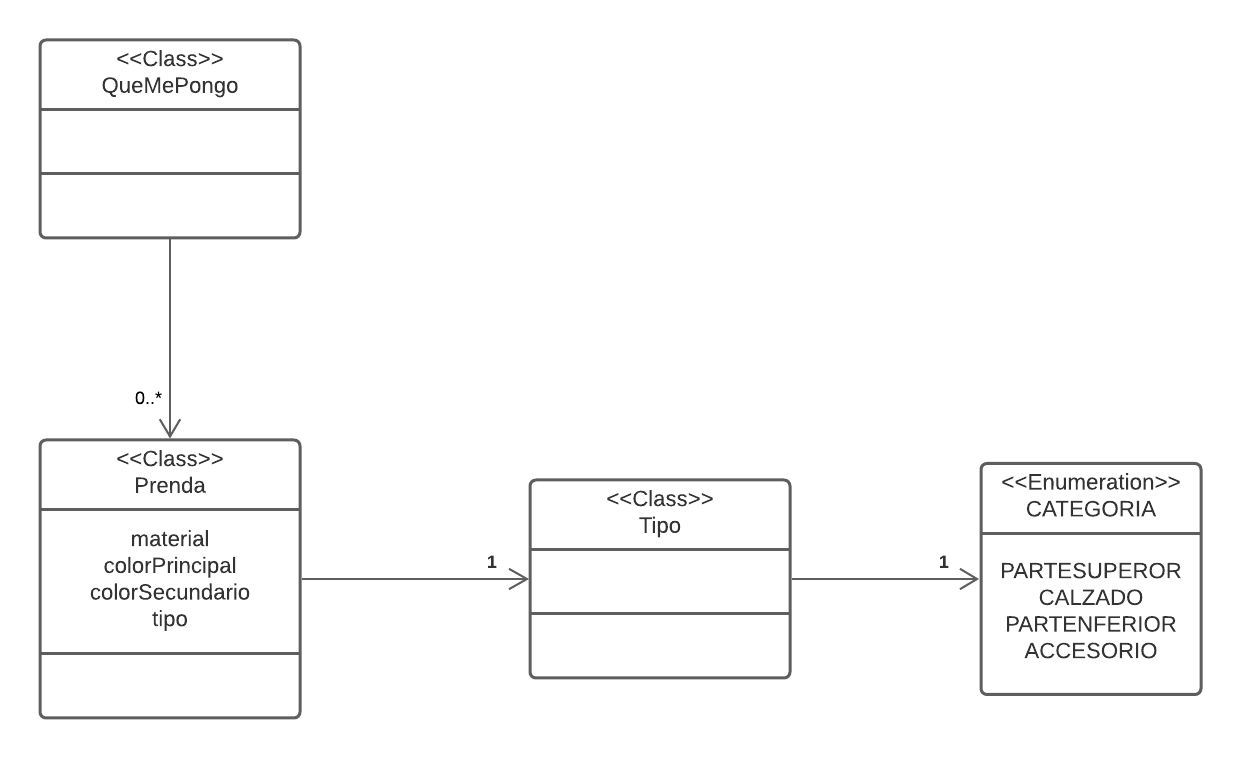 <<Class>>
QueMePongo
0..*
<<Class>>
Prenda
material
colorPrincipal
colorSecundario
tipo
1
<<Class>>
Tipo
1
<<Enumeration>>
CATEGORIA
PARTESUPEROR
CALZADO
PARTENFERIOR
ACCESORIO